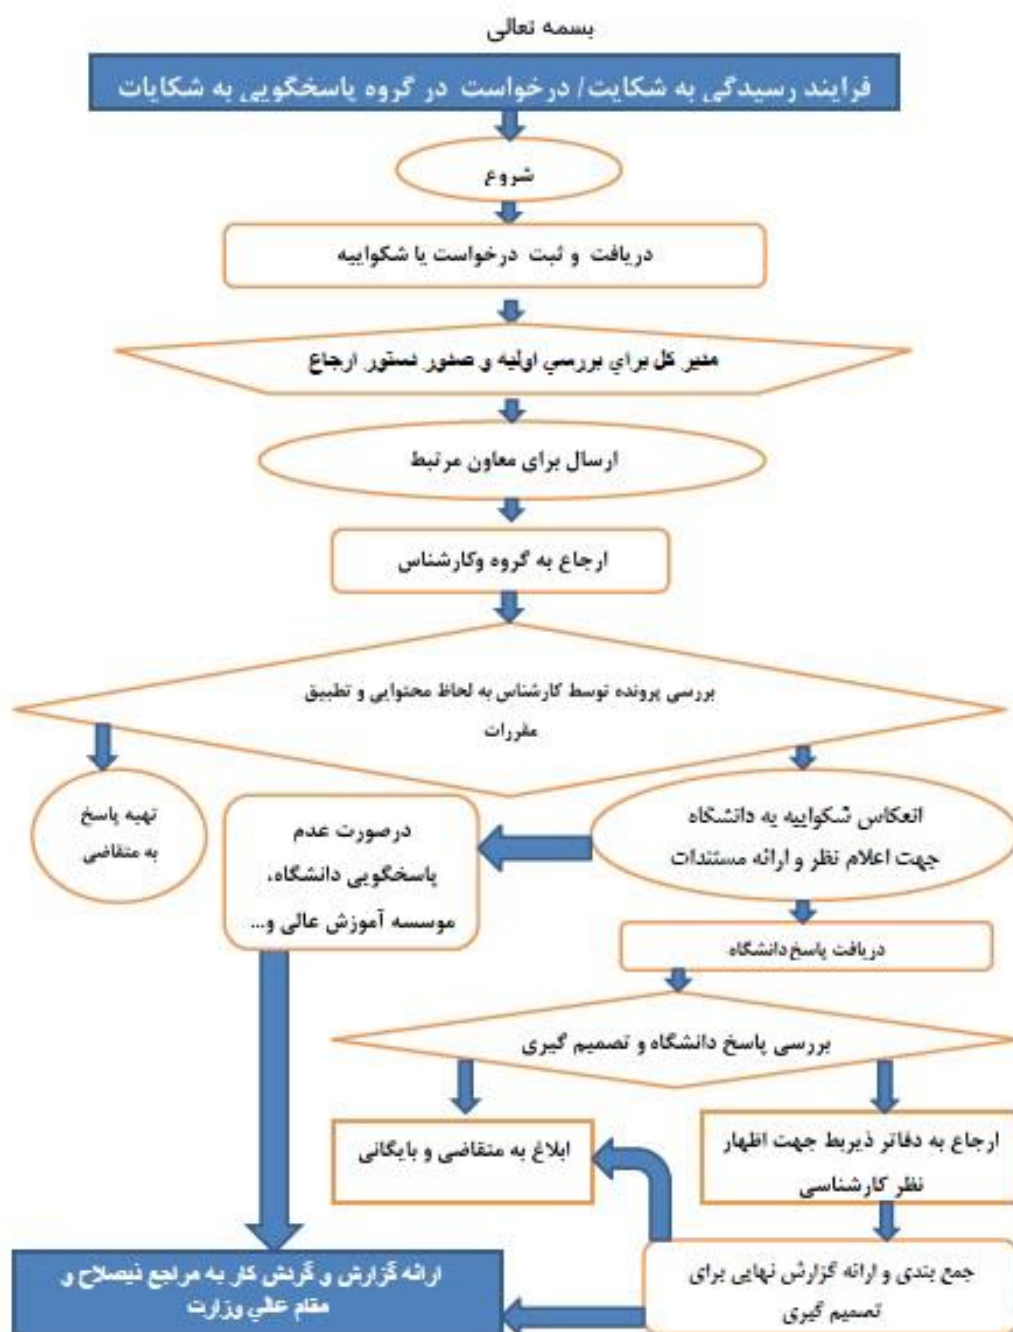 بسمه تعالی
فرایند رسیدگی به شکایت/ درخواست در گروه پاسخگویی به شکایات
شروع
دریافت و ثبت درخواست یا شکواییه
مدیر کل براي بررسي اولیه و صدور دستور ارجاع
ارسال برای معاون مرتبط
ارجاع به گروه وکارشناس
بررسی پرونده توسط کارشناس به لحاظ محتوایی و تطبیق
مقررات
تهیه پاسخ
به متقاضی
درصورت عدم
پاسخگویی دانشگاه،
موسسه آموزش عالی و...
انعکاس شکواییه به دانشگاه
جهت اعلام نظر و ارائه مستندات
دریافت پاسخ دانشگاه
بررسی پاسخ دانشگاه و تصمیم گیری
ارجاع به دفاتر ذیربط جهت اظهار
نظر کارشناسی
ابلاغ به متقاضی و بایگانی
جمع بندی و ارائه گزارش نهایی برای
تصمیم گیری
ارائه گزارش و گردش کار به مراجع ذیصلاح و
مقام عالي وزارت